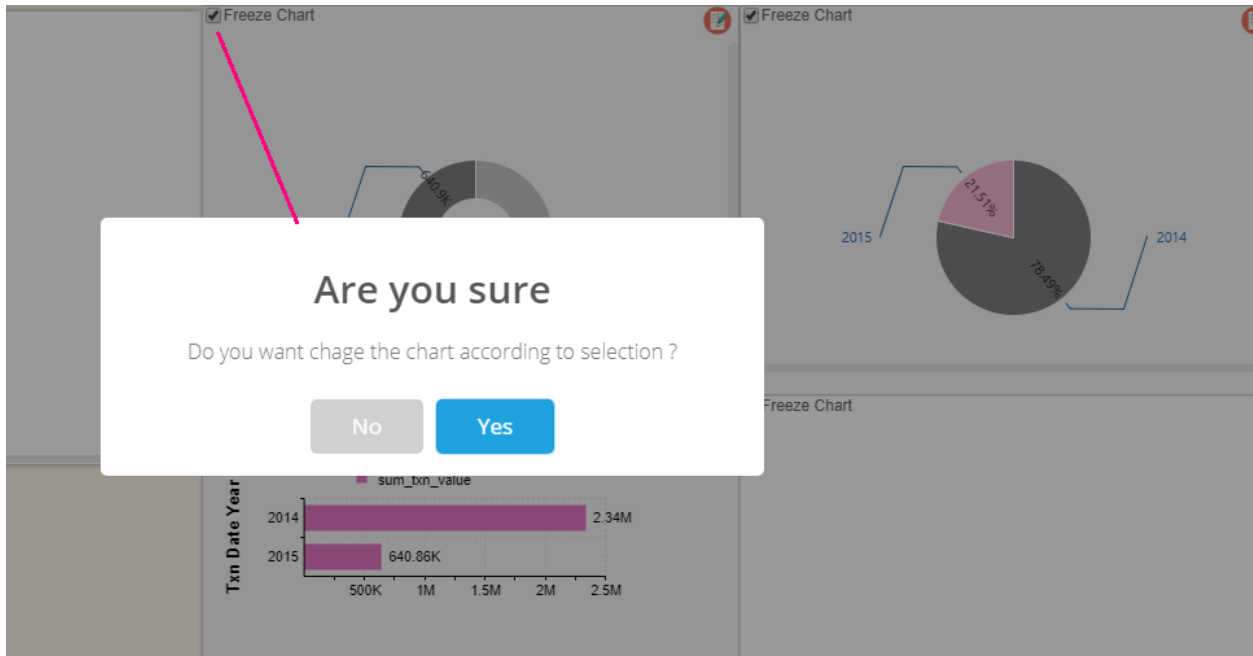 Freeze Chart
Freeze Chart
640.9K
21.51%
2015
2014
78.49%
Are you sure
Do you want chage the chart according to selection ?
No
Yes
Freeze Chart
sum_txn_value
Txn Date Year
2014
2.34M
2015
640.86K
500K 1M 1.5M 2M 2.5M